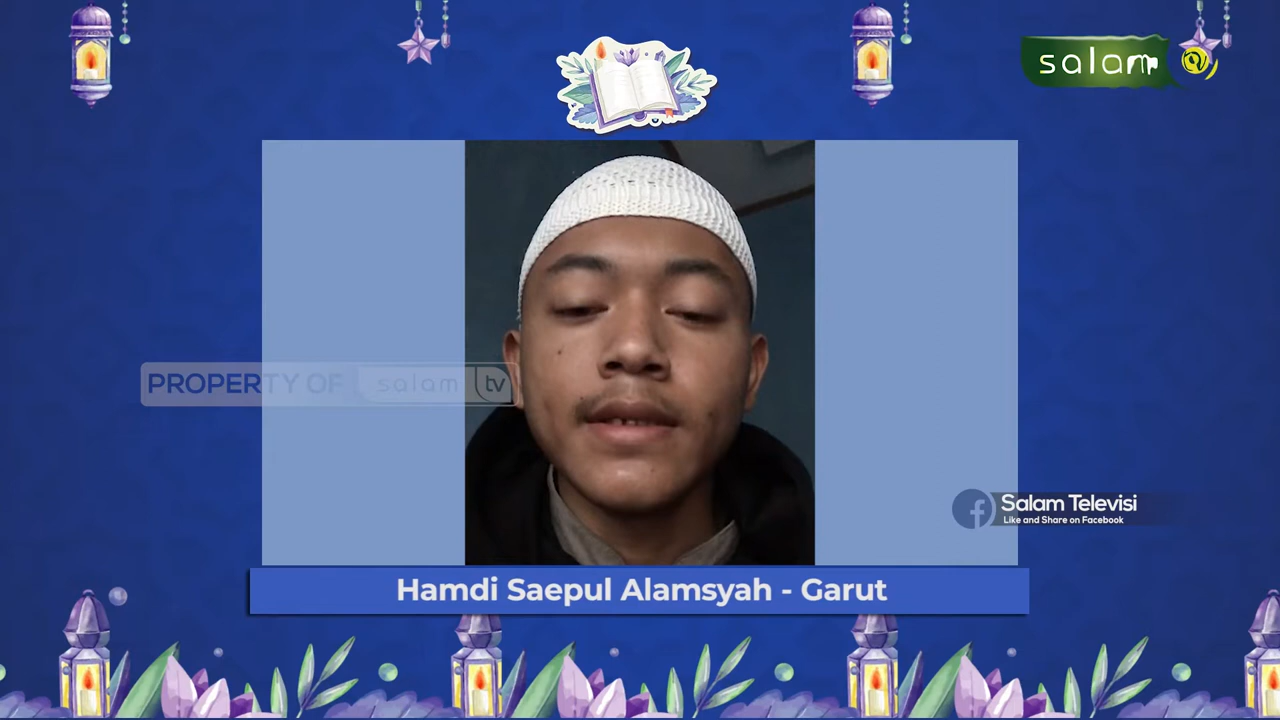 salam
PROPERTY OF salam tv
Salam Televisi
Like and Share on Facebook
Hamdi Saepul Alamsyah - Garut